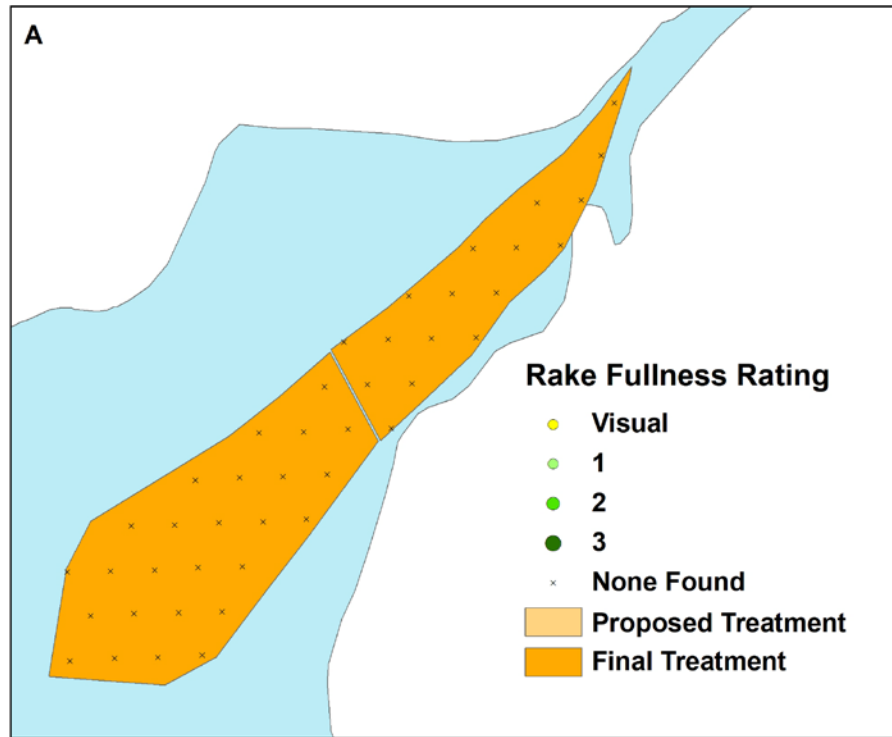 A
Rake Fullness Rating
Visual
1
2
3
None Found
Proposed Treatment
Final Treatment